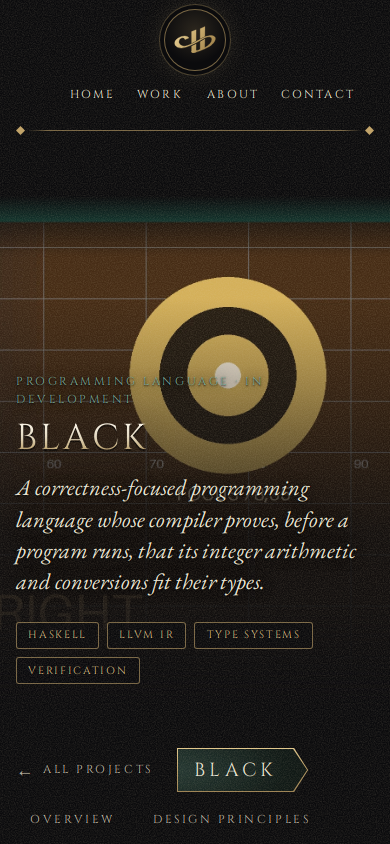 HOME WORK ABOUT CONTACT
PROGRAMMING LANGUAGE · IN
DEVELOPMENT
BLACK
60 70 90
A correctness-focused programming
language whose compiler proves, before a
program runs, that its integer arithmetic
and conversions fit their types.
RIGHT
HASKELL LLVM IR TYPE SYSTEMS
VERIFICATION
← ALL PROJECTS BLACK
OVERVIEW DESIGN PRINCIPLES